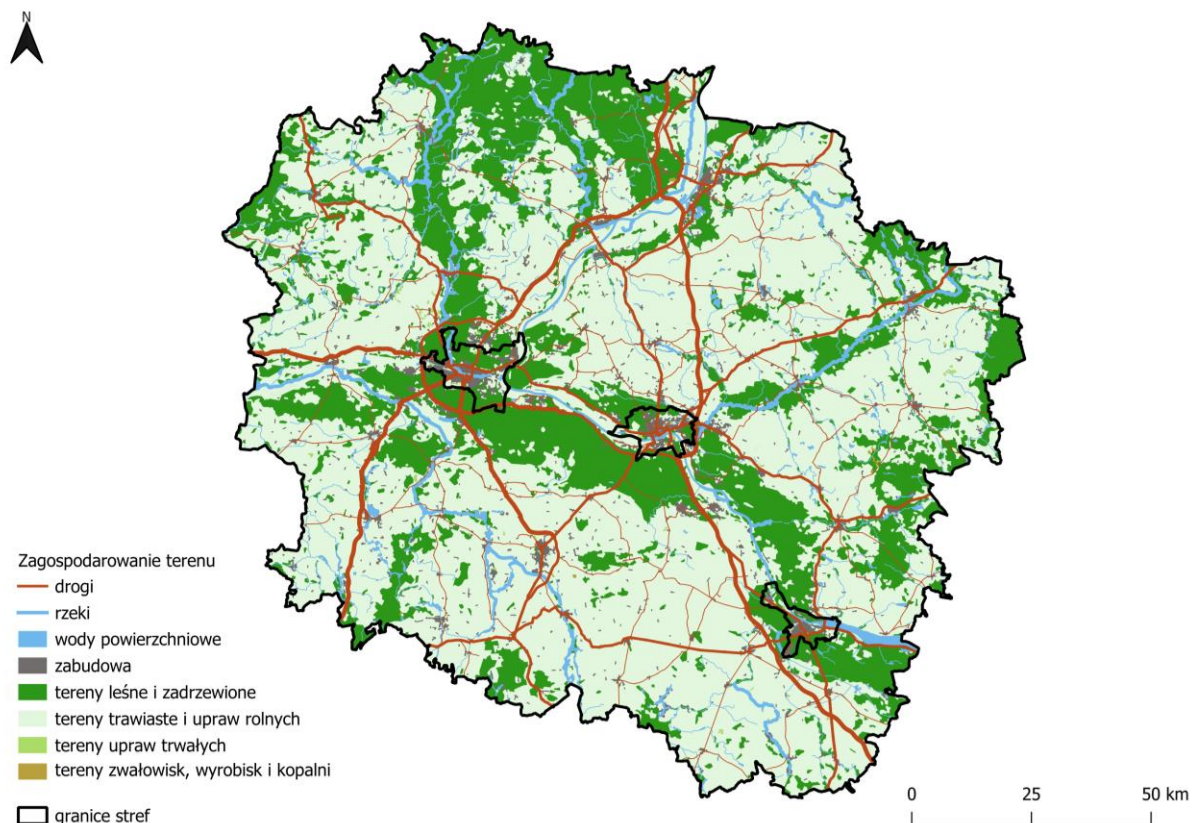 N
Zagospodarowanie terenu
drogi
rzeki
wody powierzchniowe
zabudowa
tereny leśne i zadrzewione
tereny trawiaste i upraw rolnych
tereny upraw trwałych
tereny zwałowisk, wyrobisk i kopalni
granice stref
0 25 50 km